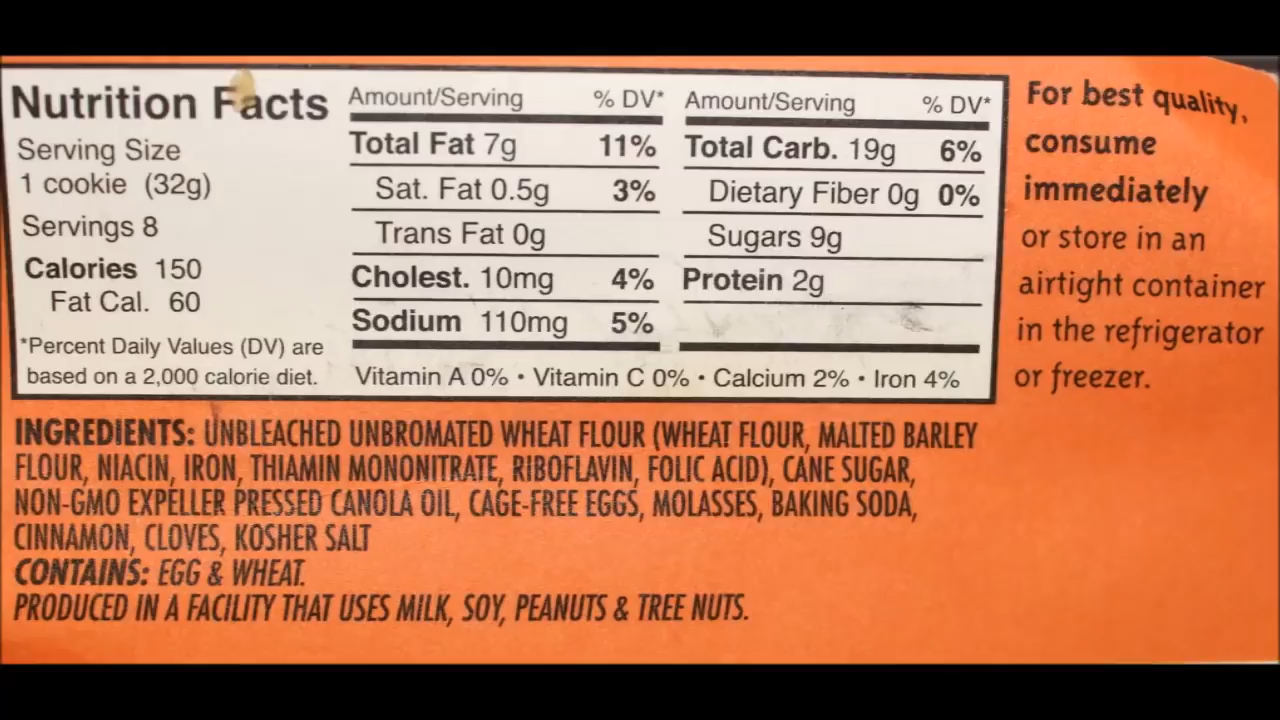 Nutrition Facts
Serving Size
1 cookie (32g)
Servings 8
Calories 150
Fat Cal. 60
*Percent Daily Values (DV) are
based on a 2,000 calorie diet.
Amount/Serving % DV*
Total Fat 7g 11%
Sat. Fat 0.5g 3%
Trans Fat 0g
Cholest. 10mg 4%
Sodium 110mg 5%
Amount/Serving % DV*
Total Carb. 19g 6%
Dietary Fiber 0g 0%
Sugars 9g
Protein 2g
Vitamin A 0% • Vitamin C 0% • Calcium 2% • Iron 4%
For best quality,
consume
immediately
or store in an
airtight container
in the refrigerator
or freezer.
INGREDIENTS: UNBLEACHED UNBROMATED WHEAT FLOUR (WHEAT FLOUR, MALTED BARLEY
FLOUR, NIACIN, IRON, THIAMIN MONONITRATE, RIBOFLAVIN, FOLIC ACID), CANE SUGAR,
NON-GMO EXPELLER PRESSED CANOLA OIL, CAGE-FREE EGGS, MOLASSES, BAKING SODA,
CINNAMON, CLOVES, KOSHER SALT
CONTAINS: EGG & WHEAT.
PRODUCED IN A FACILITY THAT USES MILK, SOY, PEANUTS & TREE NUTS.